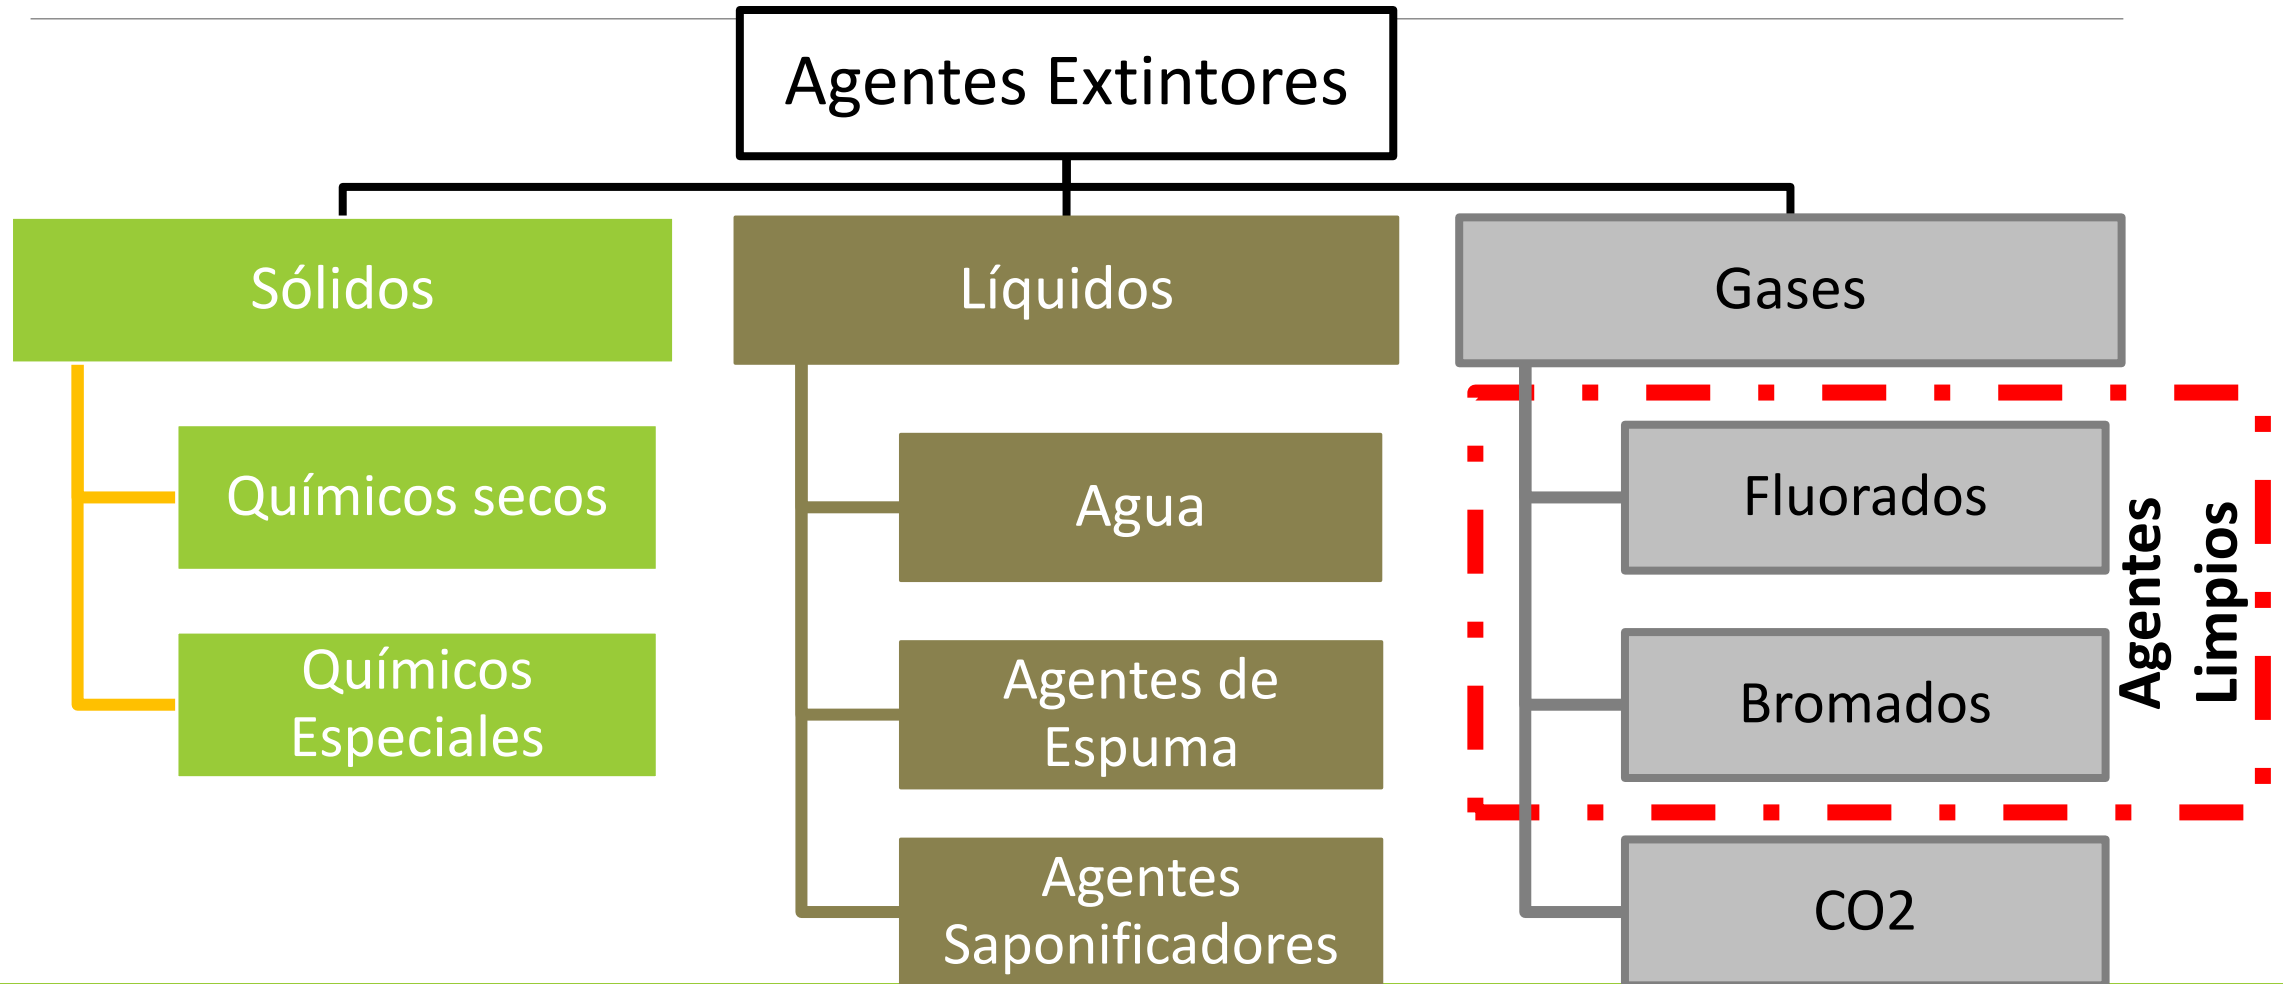 Agentes Extintores
Sólidos
Químicos secos
Químicos
Especiales
Líquidos
Agua
Agentes de
Espuma
Agentes
Saponificadores
Gases
Fluorados
Bromados
CO2
Agentes
Limpios